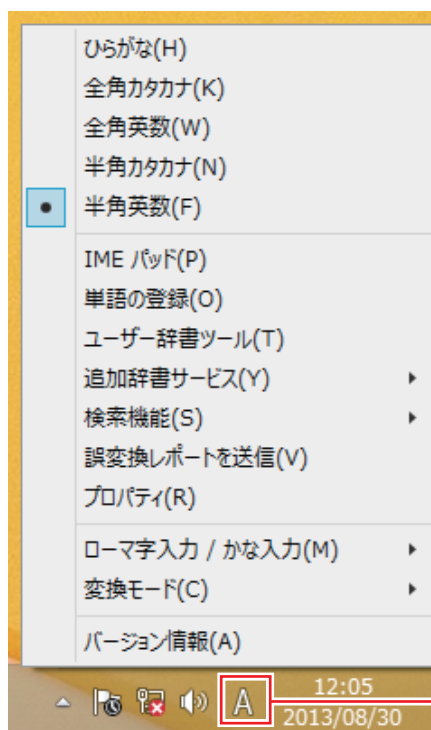 ひらがな(H)
全角カタカナ(K)
全角英数(W)
半角カタカナ(N)
半角英数(F)
IME パッド(P)
単語の登録(O)
ユーザー辞書ツール(T)
追加辞書サービス(Y)
検索機能(S)
誤変換レポートを送信(V)
プロパティ(R)
ローマ字入力 / かな入力(M)
変換モード(C)
バージョン情報(A)
A
12:05
2013/08/30